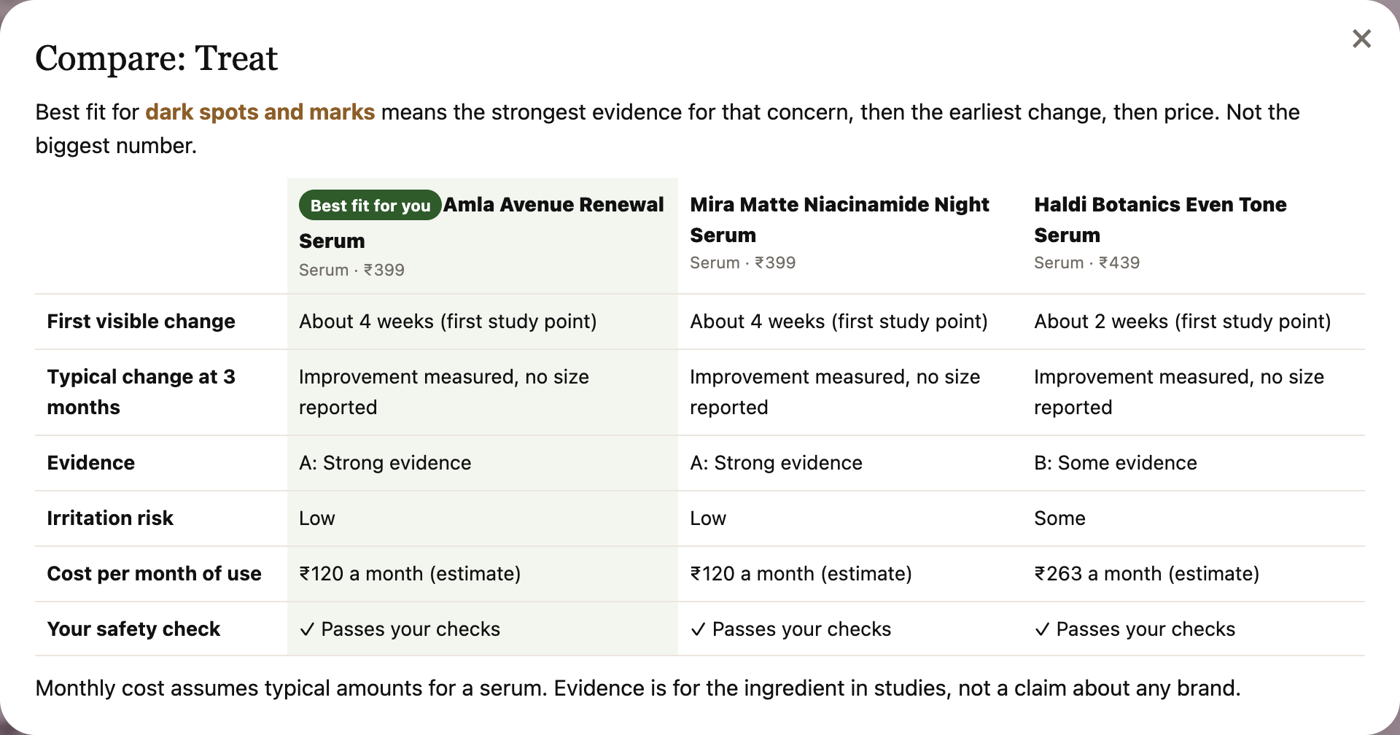 Compare: Treat
×
Best fit for dark spots and marks means the strongest evidence for that concern, then the earliest change, then price. Not the
biggest number.
Best fit for you Amla Avenue Renewal
Serum
Serum · ₹399
Mira Matte Niacinamide Night
Serum
Serum · ₹399
Haldi Botanics Even Tone
Serum
Serum · ₹439
First visible change
About 4 weeks (first study point)
About 4 weeks (first study point)
About 2 weeks (first study point)
Typical change at 3
months
Improvement measured, no size
reported
Improvement measured, no size
reported
Improvement measured, no size
reported
Evidence
A: Strong evidence
A: Strong evidence
B: Some evidence
Irritation risk
Low
Low
Some
Cost per month of use
₹120 a month (estimate)
₹120 a month (estimate)
₹263 a month (estimate)
Your safety check
✓ Passes your checks
✓ Passes your checks
✓ Passes your checks
Monthly cost assumes typical amounts for a serum. Evidence is for the ingredient in studies, not a claim about any brand.